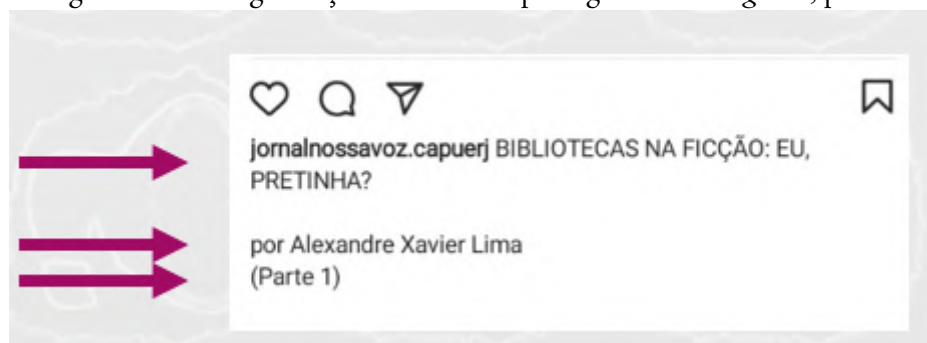 jornalnossavoz.capuerj BIBLIOTECAS NA FICÇÃO: EU,
PRETINHA?
por Alexandre Xavier Lima
(Parte 1)